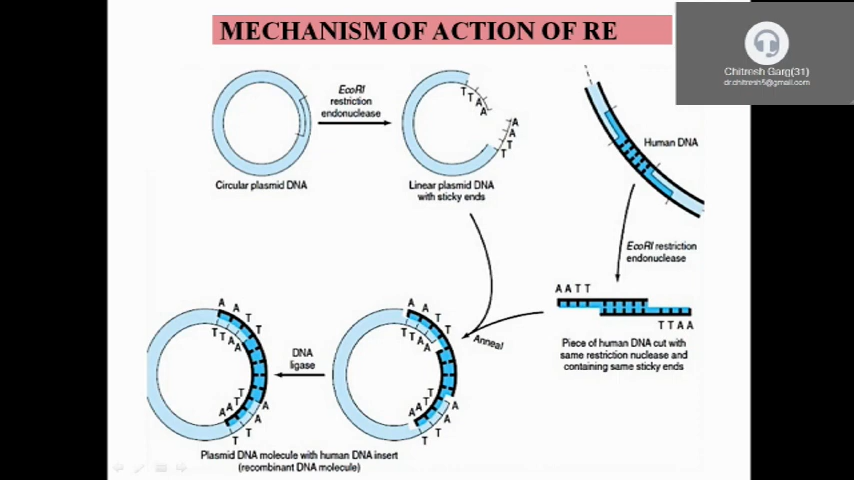 MECHANISM OF ACTION OF RE
Chitresh Garg(31)
dr.chitresh5@gmail.com
EcoRI
restriction
endonuclease
T T A A
A A T T
Circular plasmid DNA
Linear plasmid DNA
with sticky ends
Human DNA
EcoRI restriction
endonuclease
A A T T
T T A A
Piece of human DNA cut with
same restriction nuclease and
containing same sticky ends
Anneal
A A T T
T T A A
A A T T
T T A A
DNA
ligase
A A T T
T T A A
A A T T
T T A A
Plasmid DNA molecule with human DNA insert
(recombinant DNA molecule)